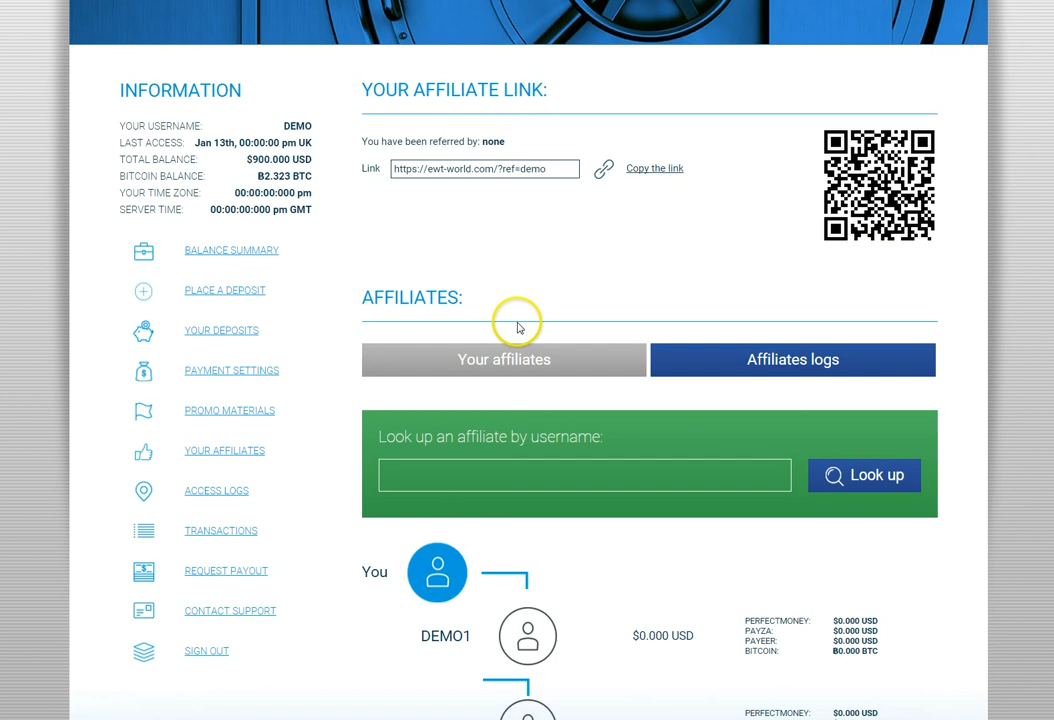 INFORMATION
YOUR USERNAME: DEMO
LAST ACCESS: Jan 13th, 00:00:00 pm UK
TOTAL BALANCE: $900.000 USD
BITCOIN BALANCE: Ƀ2.323 BTC
YOUR TIME ZONE: 00:00:00:000 pm
SERVER TIME: 00:00:00:000 pm GMT
BALANCE SUMMARY
PLACE A DEPOSIT
YOUR DEPOSITS
PAYMENT SETTINGS
PROMO MATERIALS
YOUR AFFILIATES
ACCESS LOGS
TRANSACTIONS
REQUEST PAYOUT
CONTACT SUPPORT
SIGN OUT
YOUR AFFILIATE LINK:
You have been referred by: none
Link https://ewt-world.com/?ref=demo Copy the link
AFFILIATES:
Your affiliates Affiliates logs
Look up an affiliate by username:
Look up
You
DEMO1 $0.000 USD
PERFECTMONEY: $0.000 USD
PAYZA: $0.000 USD
PAYEER: $0.000 USD
BITCOIN: Ƀ0.000 BTC
PERFECTMONEY: $0.000 USD